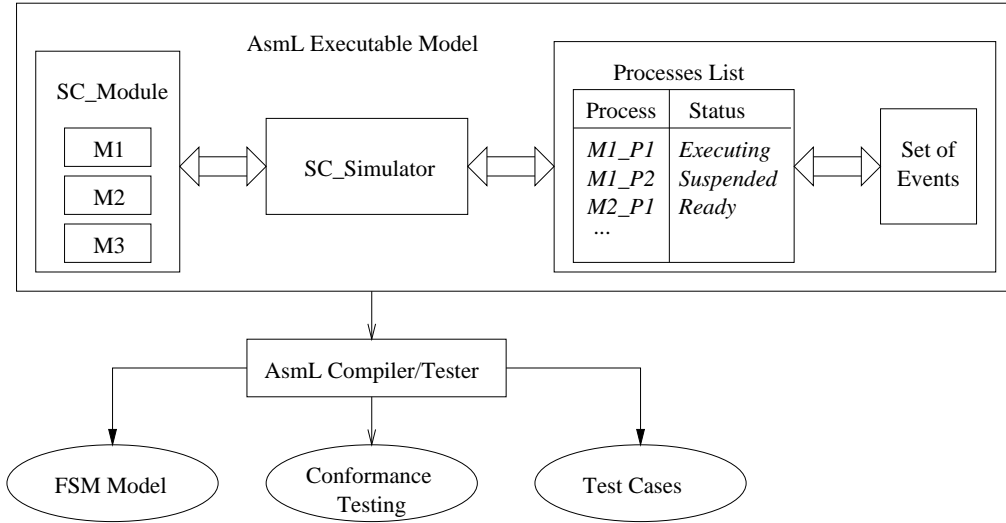 AsmL Executable Model
SC_Module
M1
M2
M3
SC_Simulator
Processes List
Process Status
M1_P1 Executing
M1_P2 Suspended
M2_P1 Ready
...
Set of
Events
AsmL Compiler/Tester
FSM Model
Conformance
Testing
Test Cases